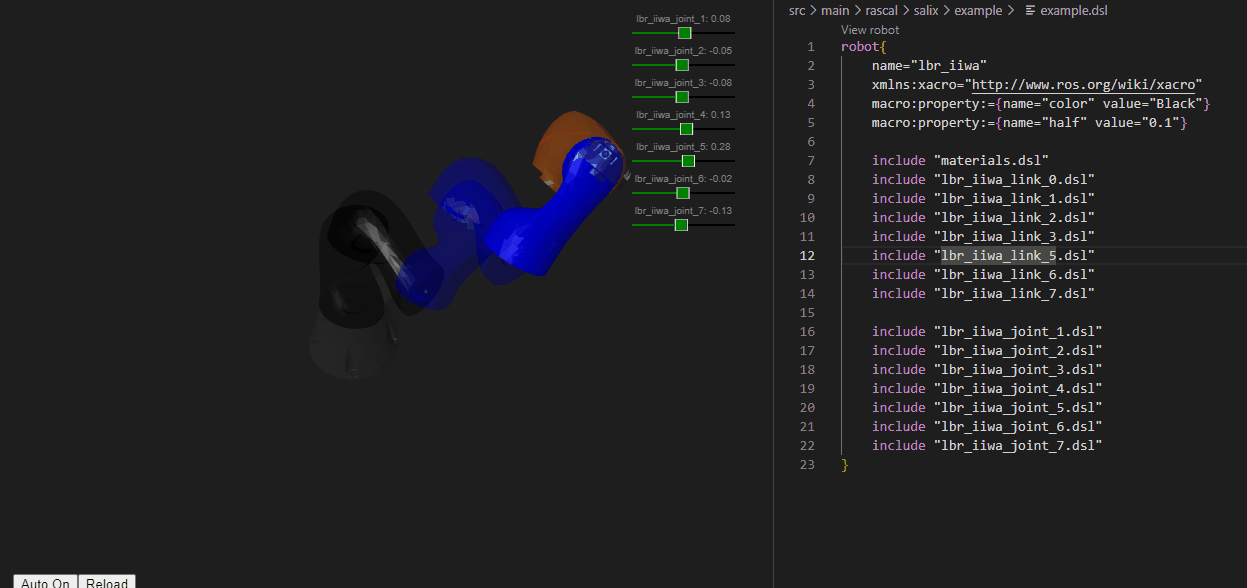 lbr_iiwa_joint_1: 0.08
lbr_iiwa_joint_2: -0.05
lbr_iiwa_joint_3: -0.08
lbr_iiwa_joint_4: 0.13
lbr_iiwa_joint_5: 0.28
lbr_iiwa_joint_6: -0.02
lbr_iiwa_joint_7: -0.13
Auto On Reload
src > main > rascal > salix > example > example.dsl
View robot
1 robot{
2 name="lbr_iiwa"
3 xmlns:xacro="http://www.ros.org/wiki/xacro"
4 macro:property:={name="color" value="Black"}
5 macro:property:={name="half" value="0.1"}
6
7 include "materials.dsl"
8 include "lbr_iiwa_link_0.dsl"
9 include "lbr_iiwa_link_1.dsl"
10 include "lbr_iiwa_link_2.dsl"
11 include "lbr_iiwa_link_3.dsl"
12 include "lbr_iiwa_link_5.dsl"
13 include "lbr_iiwa_link_6.dsl"
14 include "lbr_iiwa_link_7.dsl"
15
16 include "lbr_iiwa_joint_1.dsl"
17 include "lbr_iiwa_joint_2.dsl"
18 include "lbr_iiwa_joint_3.dsl"
19 include "lbr_iiwa_joint_4.dsl"
20 include "lbr_iiwa_joint_5.dsl"
21 include "lbr_iiwa_joint_6.dsl"
22 include "lbr_iiwa_joint_7.dsl"
23 }